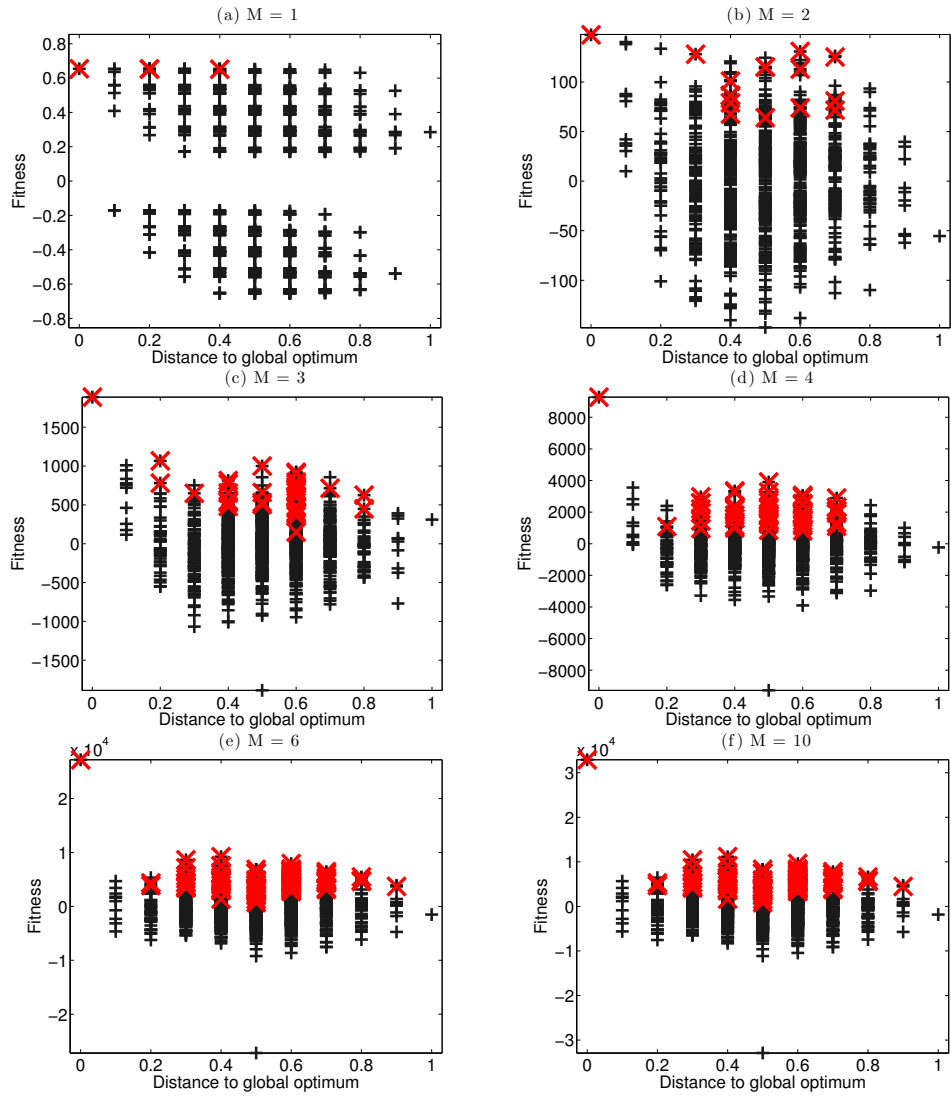 (a) M = 1
0.8
0.6
0.4
0.2
0
−0.2
−0.4
−0.6
−0.8
Fitness
0 0.2 0.4 0.6 0.8 1
Distance to global optimum
(b) M = 2
100
50
0
−50
−100
Fitness
0 0.2 0.4 0.6 0.8 1
Distance to global optimum
(c) M = 3
1500
1000
500
0
−500
−1000
−1500
Fitness
0 0.2 0.4 0.6 0.8 1
Distance to global optimum
(d) M = 4
8000
6000
4000
2000
0
−2000
−4000
−6000
−8000
Fitness
0 0.2 0.4 0.6 0.8 1
Distance to global optimum
(e) M = 6
x 10^4
2
1
0
−1
−2
Fitness
0 0.2 0.4 0.6 0.8 1
Distance to global optimum
(f) M = 10
x 10^4
3
2
1
0
−1
−2
−3
Fitness
0 0.2 0.4 0.6 0.8 1
Distance to global optimum